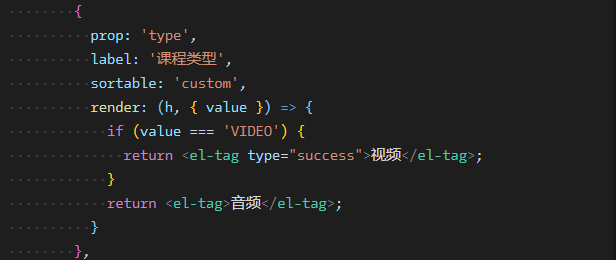 {
prop: 'type',
label: '课程类型',
sortable: 'custom',
render: (h, { value }) => {
if (value === 'VIDEO') {
return <el-tag type="success">视频</el-tag>;
}
return <el-tag>音频</el-tag>;
}
},